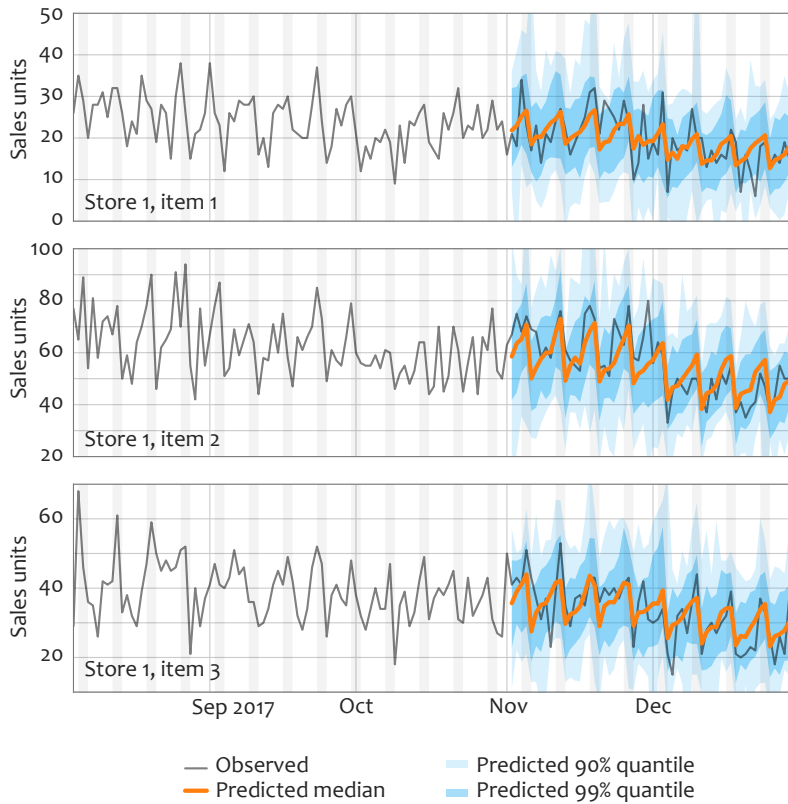 50
40
30
20
10
0
Sales units
Store 1, item 1
100
80
60
40
20
Sales units
Store 1, item 2
60
40
20
Sales units
Store 1, item 3
Sep 2017 Oct Nov Dec
Observed Predicted 90% quantile
Predicted median Predicted 99% quantile